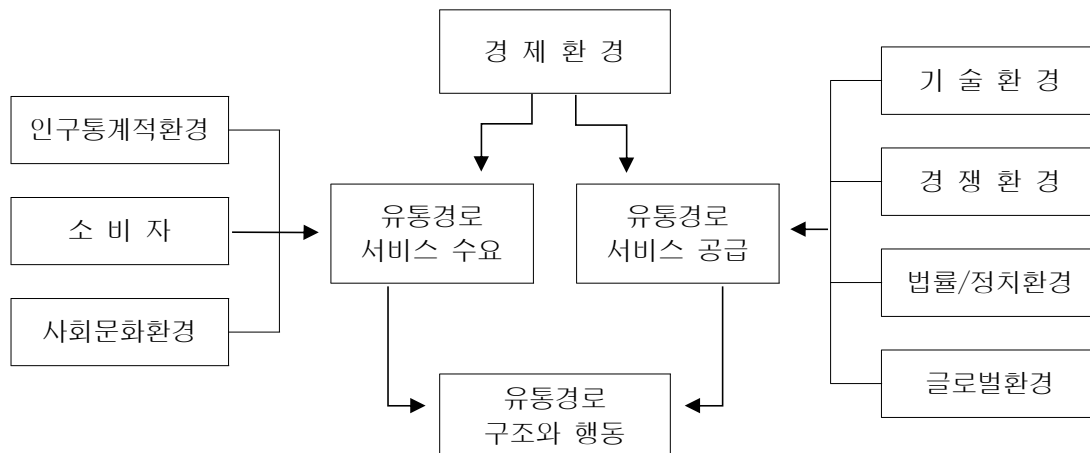 경 제 환 경
기 술 환 경
인구통계적환경
경 쟁 환 경
소 비 자
유통경로
서비스 수요
유통경로
서비스 공급
법률/정치환경
사회문화환경
글로벌환경
유통경로
구조와 행동